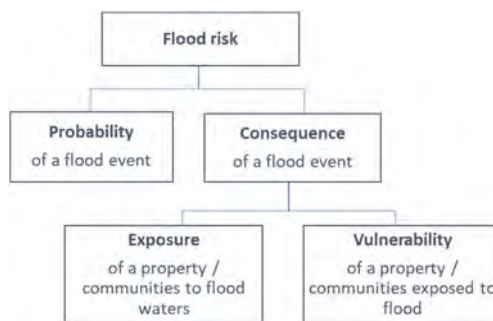 Flood risk
Probability
of a flood event
Consequence
of a flood event
Exposure
of a property /
communities to flood
waters
Vulnerability
of a property /
communities exposed to
flood